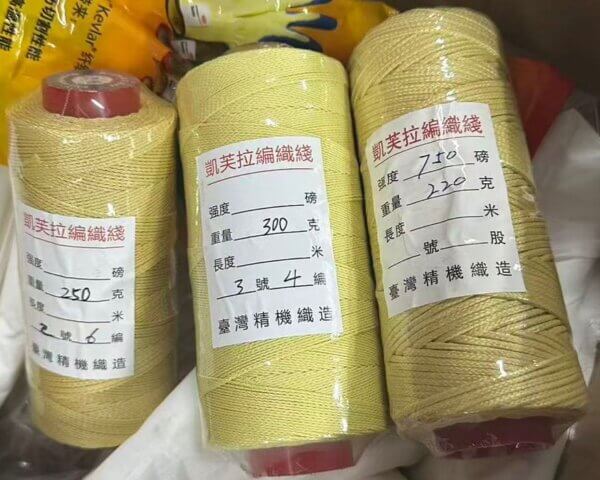 "Kevlar"
凱芙拉編織綫
强度 磅
重量 250 克
長度 米
2 號 6 編
臺灣精機織造
凱芙拉編織綫
强度 磅
重量 300 克
長度 米
3 號 4 編
臺灣精機織造
凱芙拉編織綫
强度 750 磅
重量 220 克
長度 米
號 股
臺灣精機織造